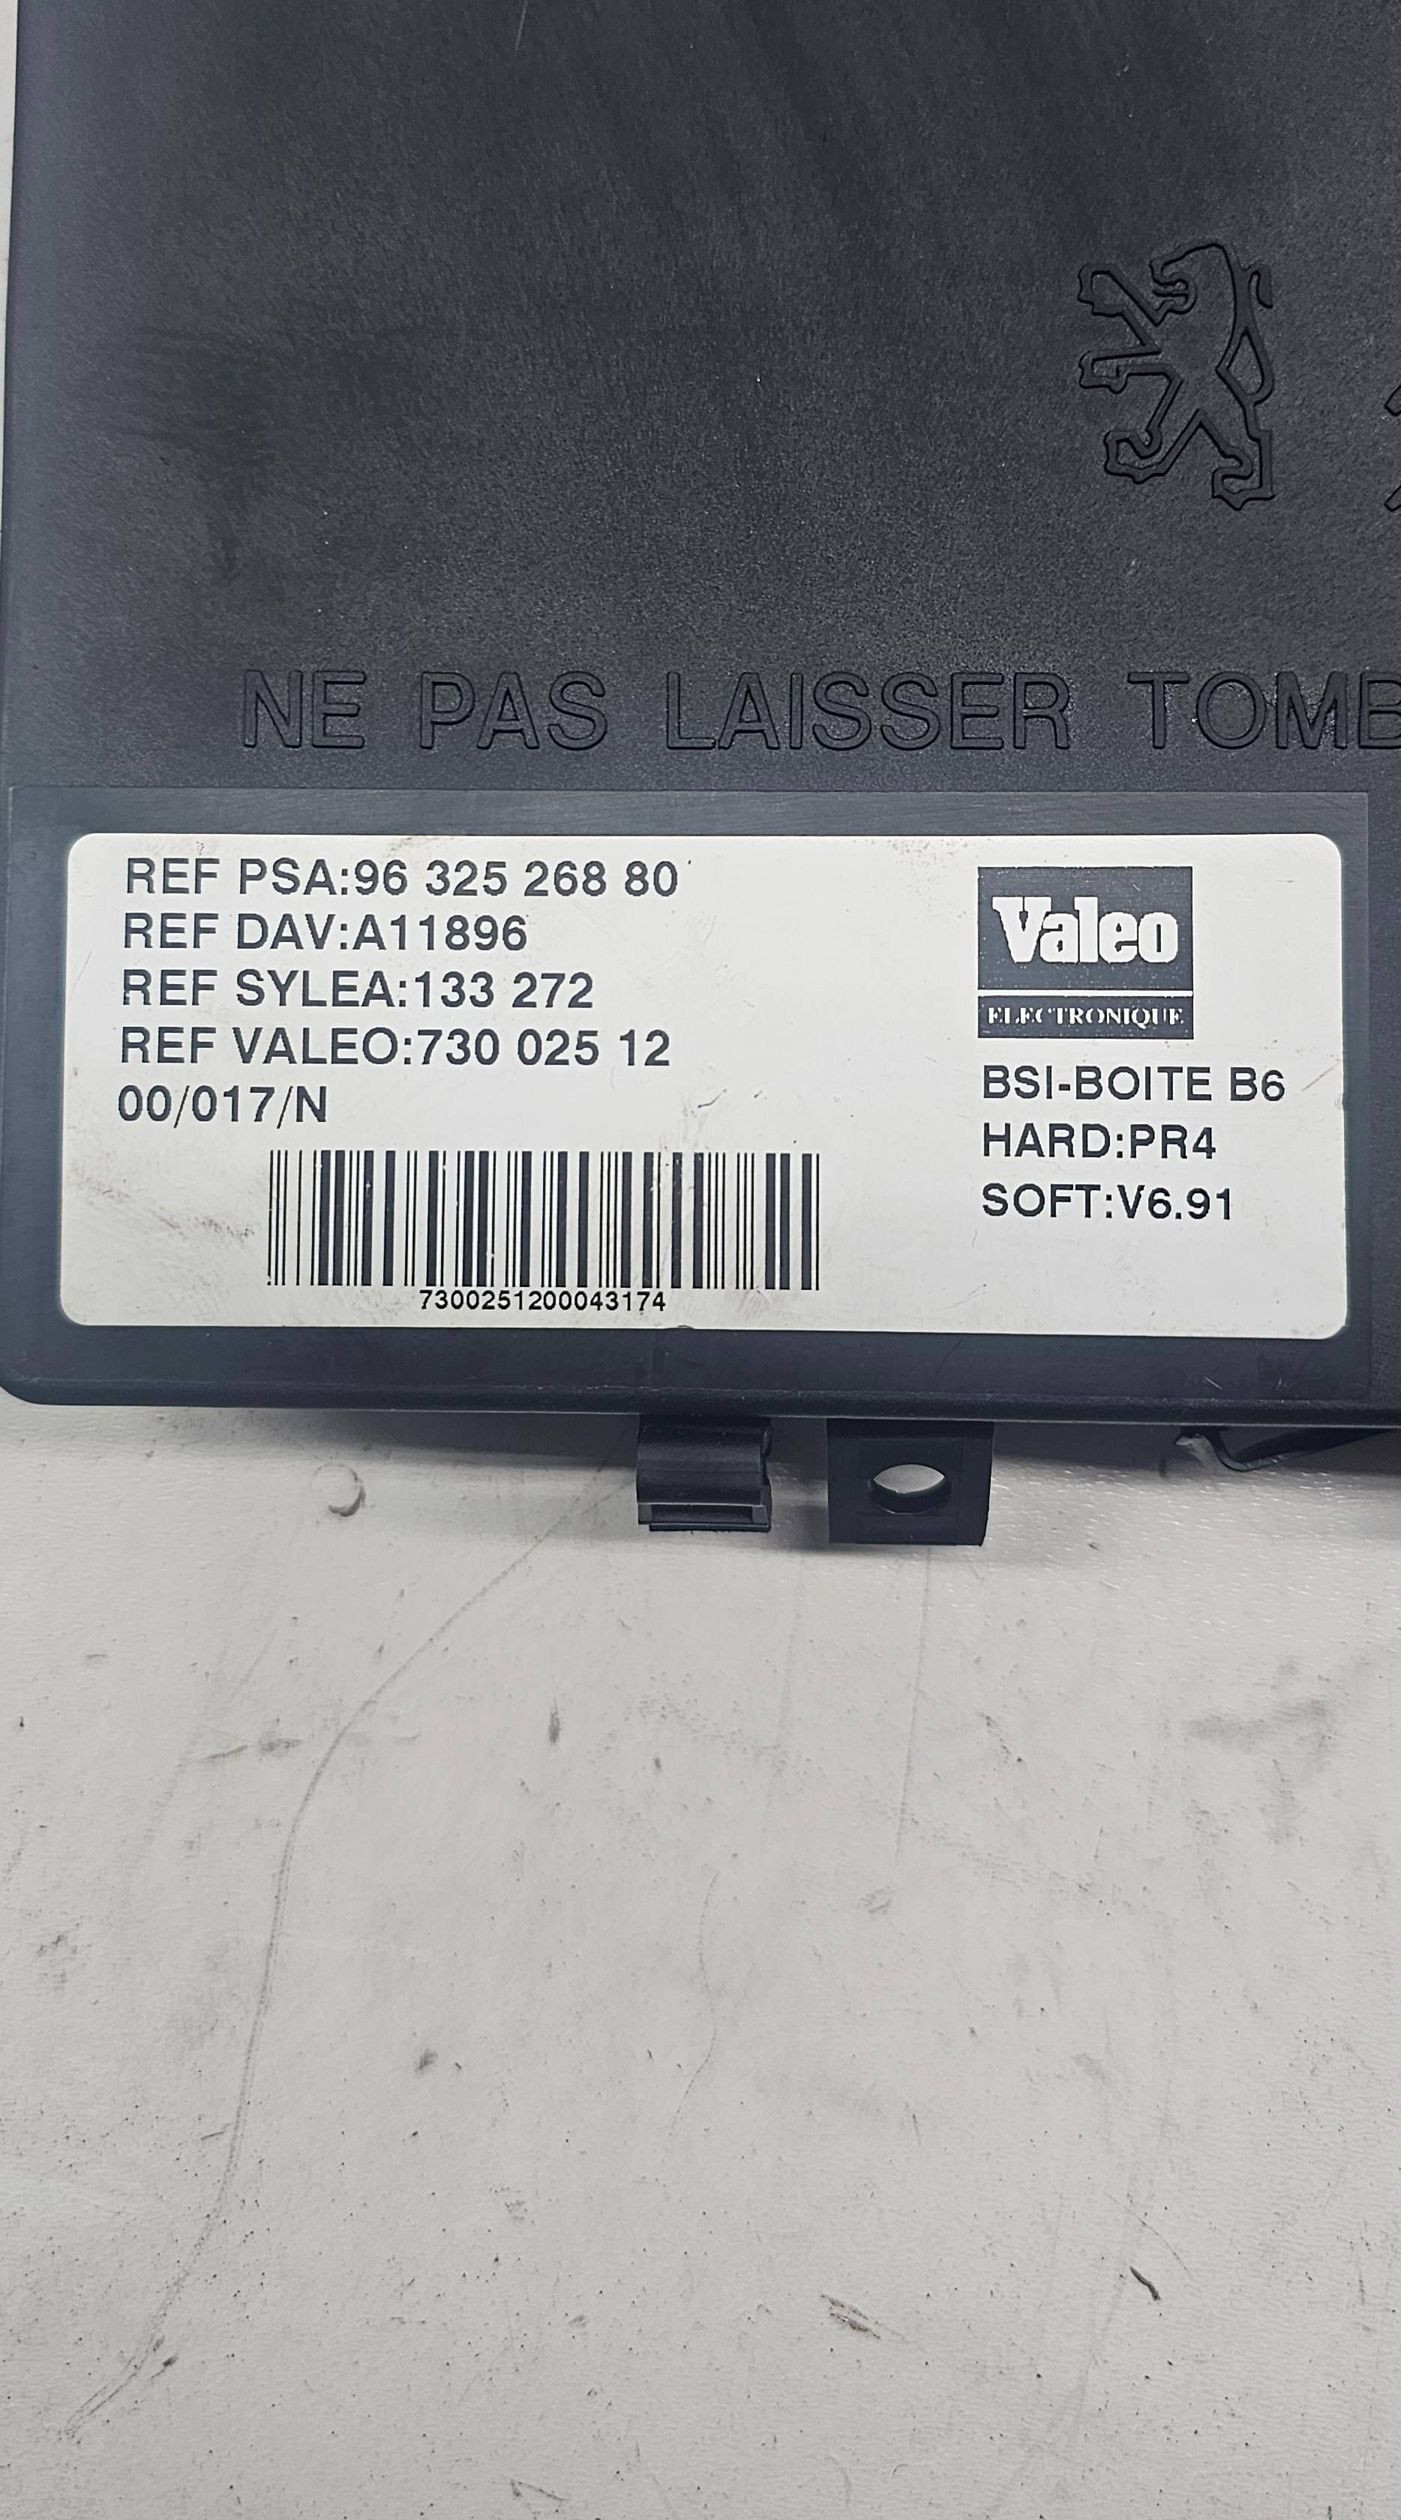 NE PAS LAISSER TOMB
REF PSA:96 325 268 80
REF DAV:A11896
REF SYLEA:133 272
REF VALEO:730 025 12
00/017/N
7300251200043174
Valeo
ELECTRONIQUE
BSI-BOITE B6
HARD:PR4
SOFT:V6.91